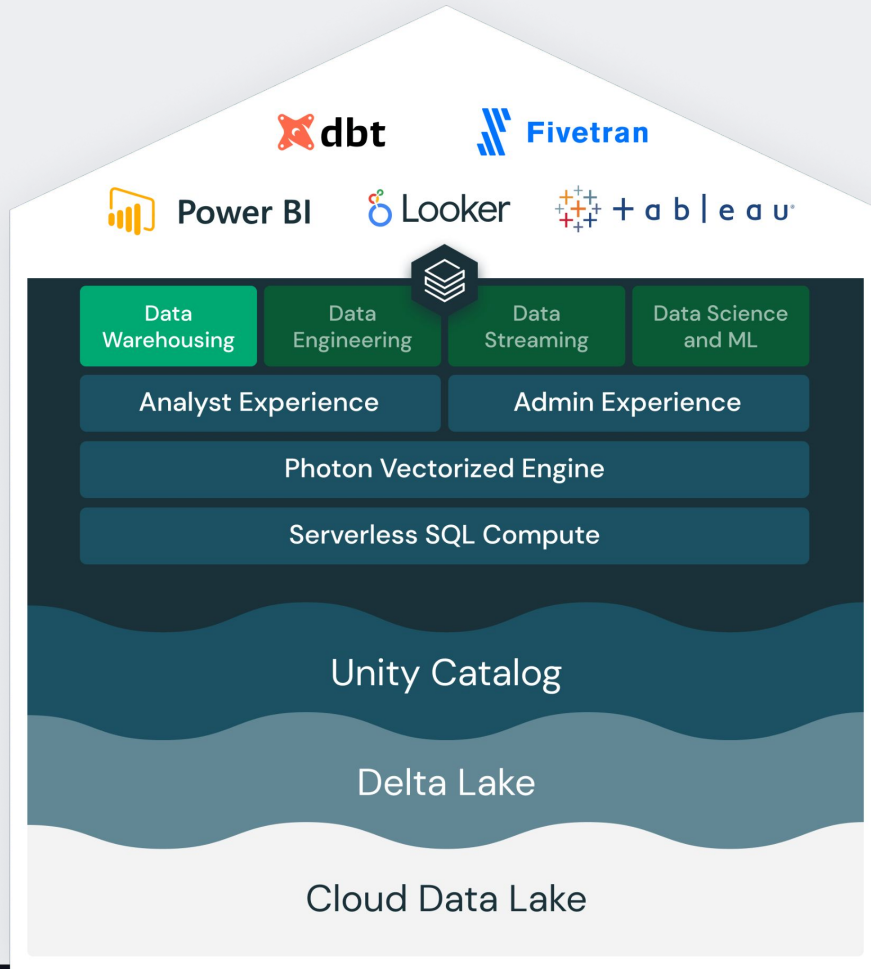 dbt Fivetran
Power BI Looker +ableau
Data Warehousing
Data Engineering
Data Streaming
Data Science and ML
Analyst Experience Admin Experience
Photon Vectorized Engine
Serverless SQL Compute
Unity Catalog
Delta Lake
Cloud Data Lake